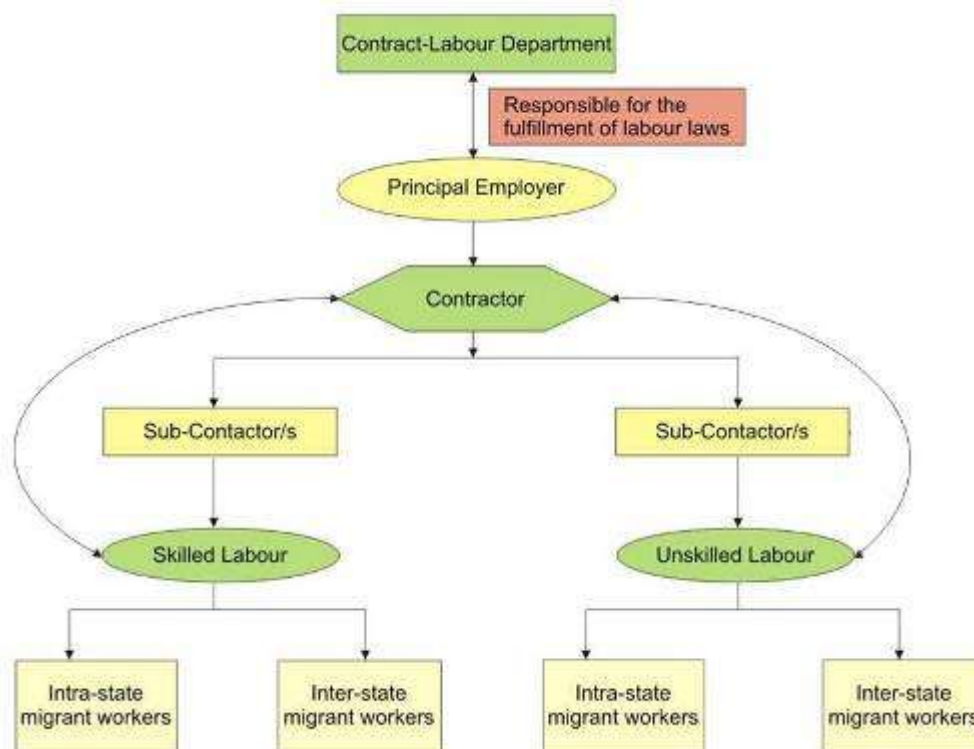 Contract-Labour Department
Responsible for the
fulfillment of labour laws
Principal Employer
Contractor
Sub-Contactor/s
Sub-Contactor/s
Skilled Labour
Unskilled Labour
Intra-state
migrant workers
Inter-state
migrant workers
Intra-state
migrant workers
Inter-state
migrant workers